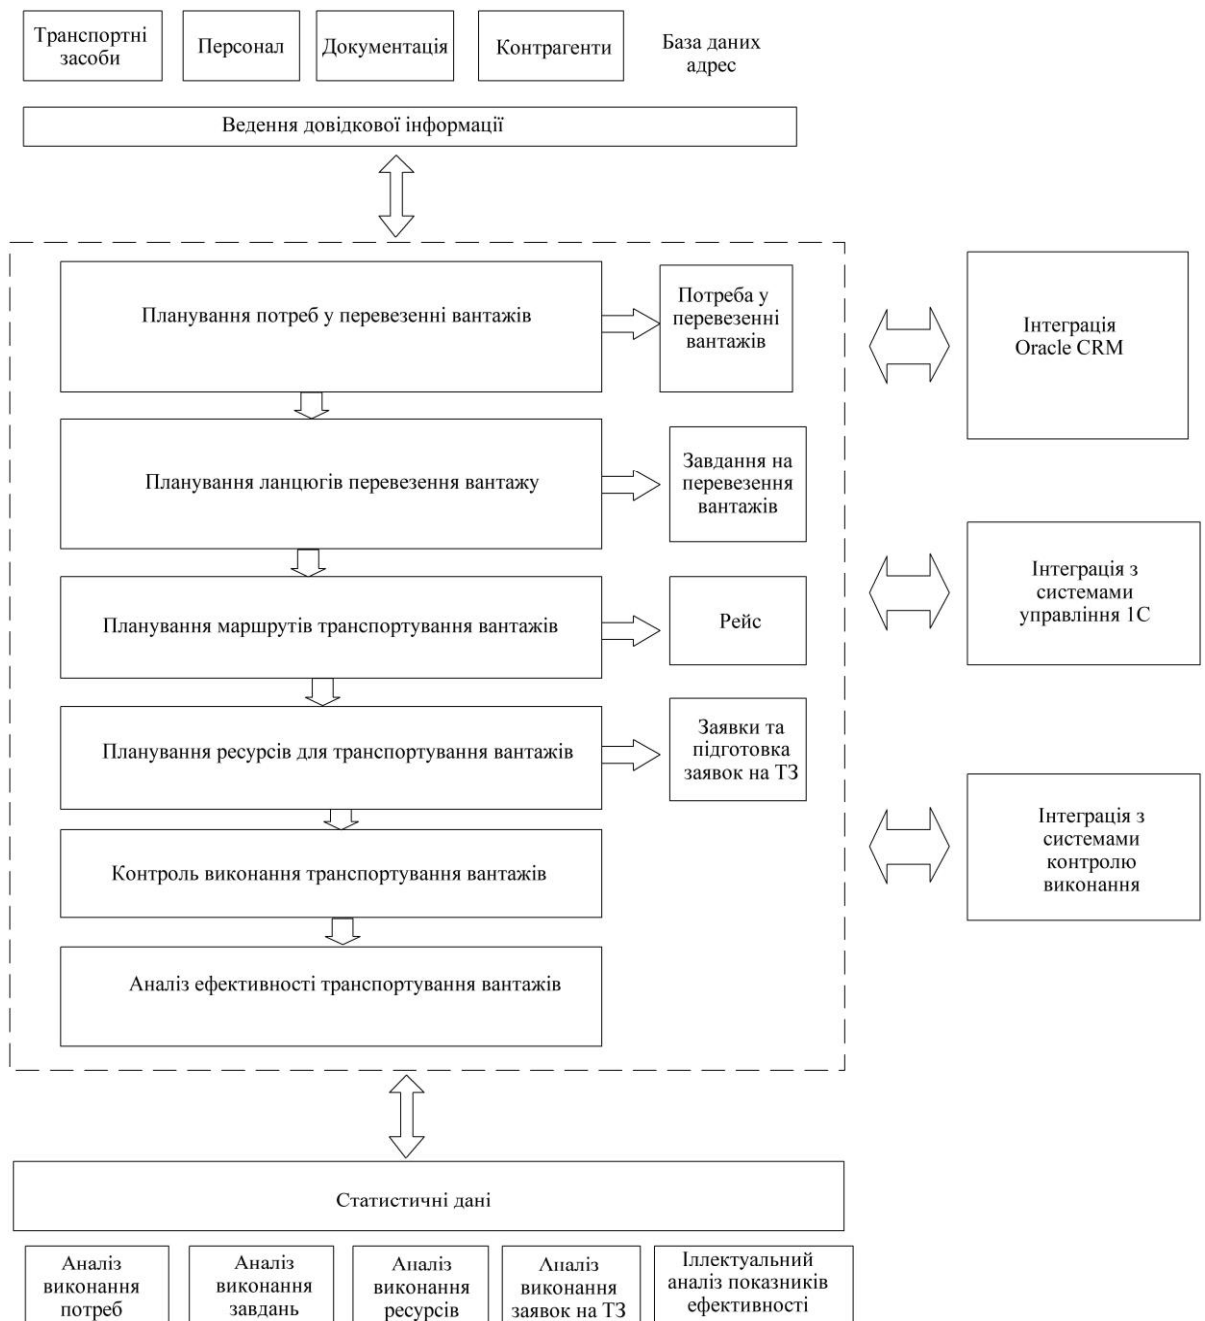 Транспортні
засоби
Персонал
Документація
Контрагенти
База даних
адрес
Ведення довідкової інформації
Планування потреб у перевезенні вантажів
Потреба у
перевезенні
вантажів
Інтеграція
Oracle CRM
Планування ланцюгів перевезення вантажу
Завдання на
перевезення
вантажів
Планування маршрутів транспортування вантажів
Рейс
Інтеграція з
системами
управління 1С
Планування ресурсів для транспортування вантажів
Заявки та
підготовка
заявок на ТЗ
Контроль виконання транспортування вантажів
Інтеграція з
системами
контролю
виконання
Аналіз ефективності транспортування вантажів
Статистичні дані
Аналіз
виконання
потреб
Аналіз
виконання
завдань
Аналіз
виконання
ресурсів
Аналіз
виконання
заявок на ТЗ
Іллектуальний
аналіз показників
ефективності